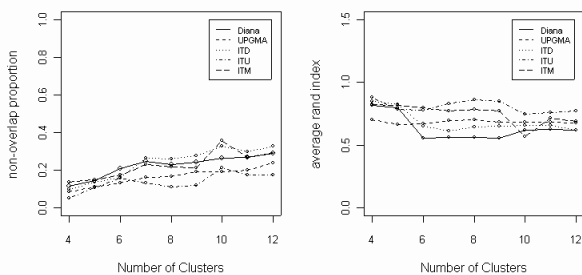 non-overlap proportion
1.0
0.8
0.6
0.4
0.2
0.0
Diana
UPGMA
ITD
ITU
ITM
4 6 8 10 12
Number of Clusters
average rand index
1.5
1.0
0.5
0.0
Diana
UPGMA
ITD
ITU
ITM
4 6 8 10 12
Number of Clusters